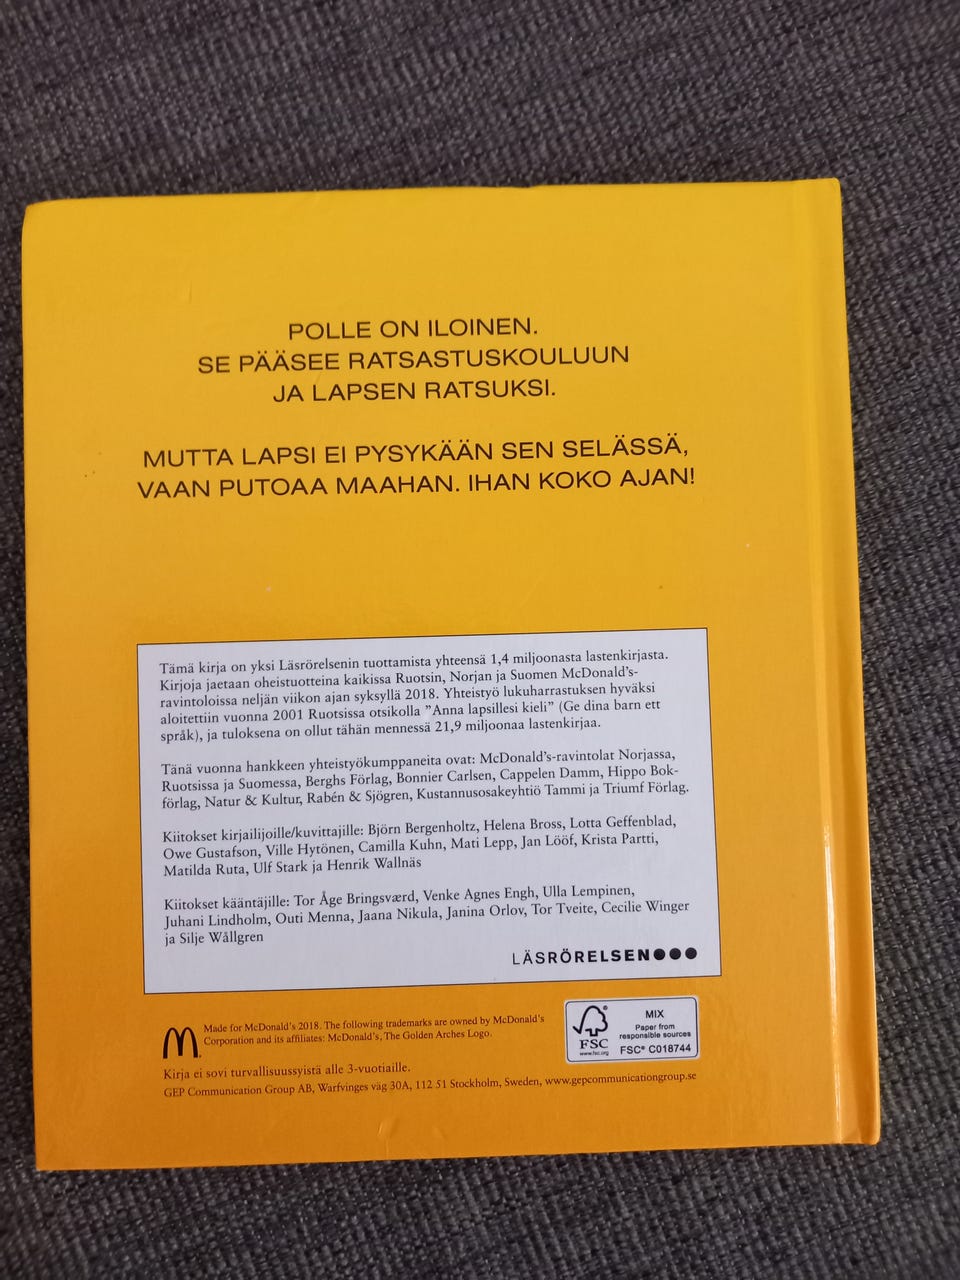 POLLE ON ILOINEN.
SE PÄÄSEE RATSASTUSKOULUUN
JA LAPSEN RATSUKSI.
MUTTA LAPSI EI PYSYKÄÄN SEN SELÄSSÄ,
VAAN PUTOAA MAAHAN. IHAN KOKO AJAN!
Tämä kirja on yksi Läsrörelsenin tuottamista yhteensä 1,4 miljoonasta lastenkirjasta.
Kirjoja jaetaan oheistuotteina kaikissa Ruotsin, Norjan ja Suomen McDonald's-
ravintoloissa neljän viikon ajan syksyllä 2018. Yhteistyö lukuharrastuksen hyväksi
aloitettiin vuonna 2001 Ruotsissa otsikolla ”Anna lapsillesi kieli” (Ge dina barn ett
språk), ja tuloksena on ollut tähän mennessä 21,9 miljoonaa lastenkirjaa.
Tänä vuonna hankkeen yhteistyökumppaneita ovat: McDonald's-ravintolat Norjassa,
Ruotsissa ja Suomessa, Berghs Förlag, Bonnier Carlsen, Cappelen Damm, Hippo Bok-
förlag, Natur & Kultur, Rabén & Sjögren, Kustannusosakeyhtiö Tammi ja Triumf Förlag.
Kiitokset kirjailijoille/kuvittajille: Björn Bergenholtz, Helena Bross, Lotta Geffenblad,
Owe Gustafson, Ville Hytönen, Camilla Kuhn, Mati Lepp, Jan Lööf, Krista Partti,
Matilda Ruta, Ulf Stark ja Henrik Wallnäs
Kiitokset kääntäjille: Tor Åge Bringsværd, Venke Agnes Engh, Ulla Lempinen,
Juhani Lindholm, Outi Menna, Jaana Nikula, Janina Orlov, Tor Tveite, Cecilie Winger
ja Silje Wållgren
LÄSRÖRELSEN●●●
Made for McDonald's 2018. The following trademarks are owned by McDonald's
Corporation and its affiliates: McDonald's, The Golden Arches Logo.
Kirja ei sovi turvallisuussyistä alle 3-vuotiaille.
GEP Communication Group AB, Warfvinges väg 30A, 112 51 Stockholm, Sweden, www.gepcommunicationgroup.se
FSC
www.fsc.org
MIX
Paper from
responsible sources
FSC® C018744